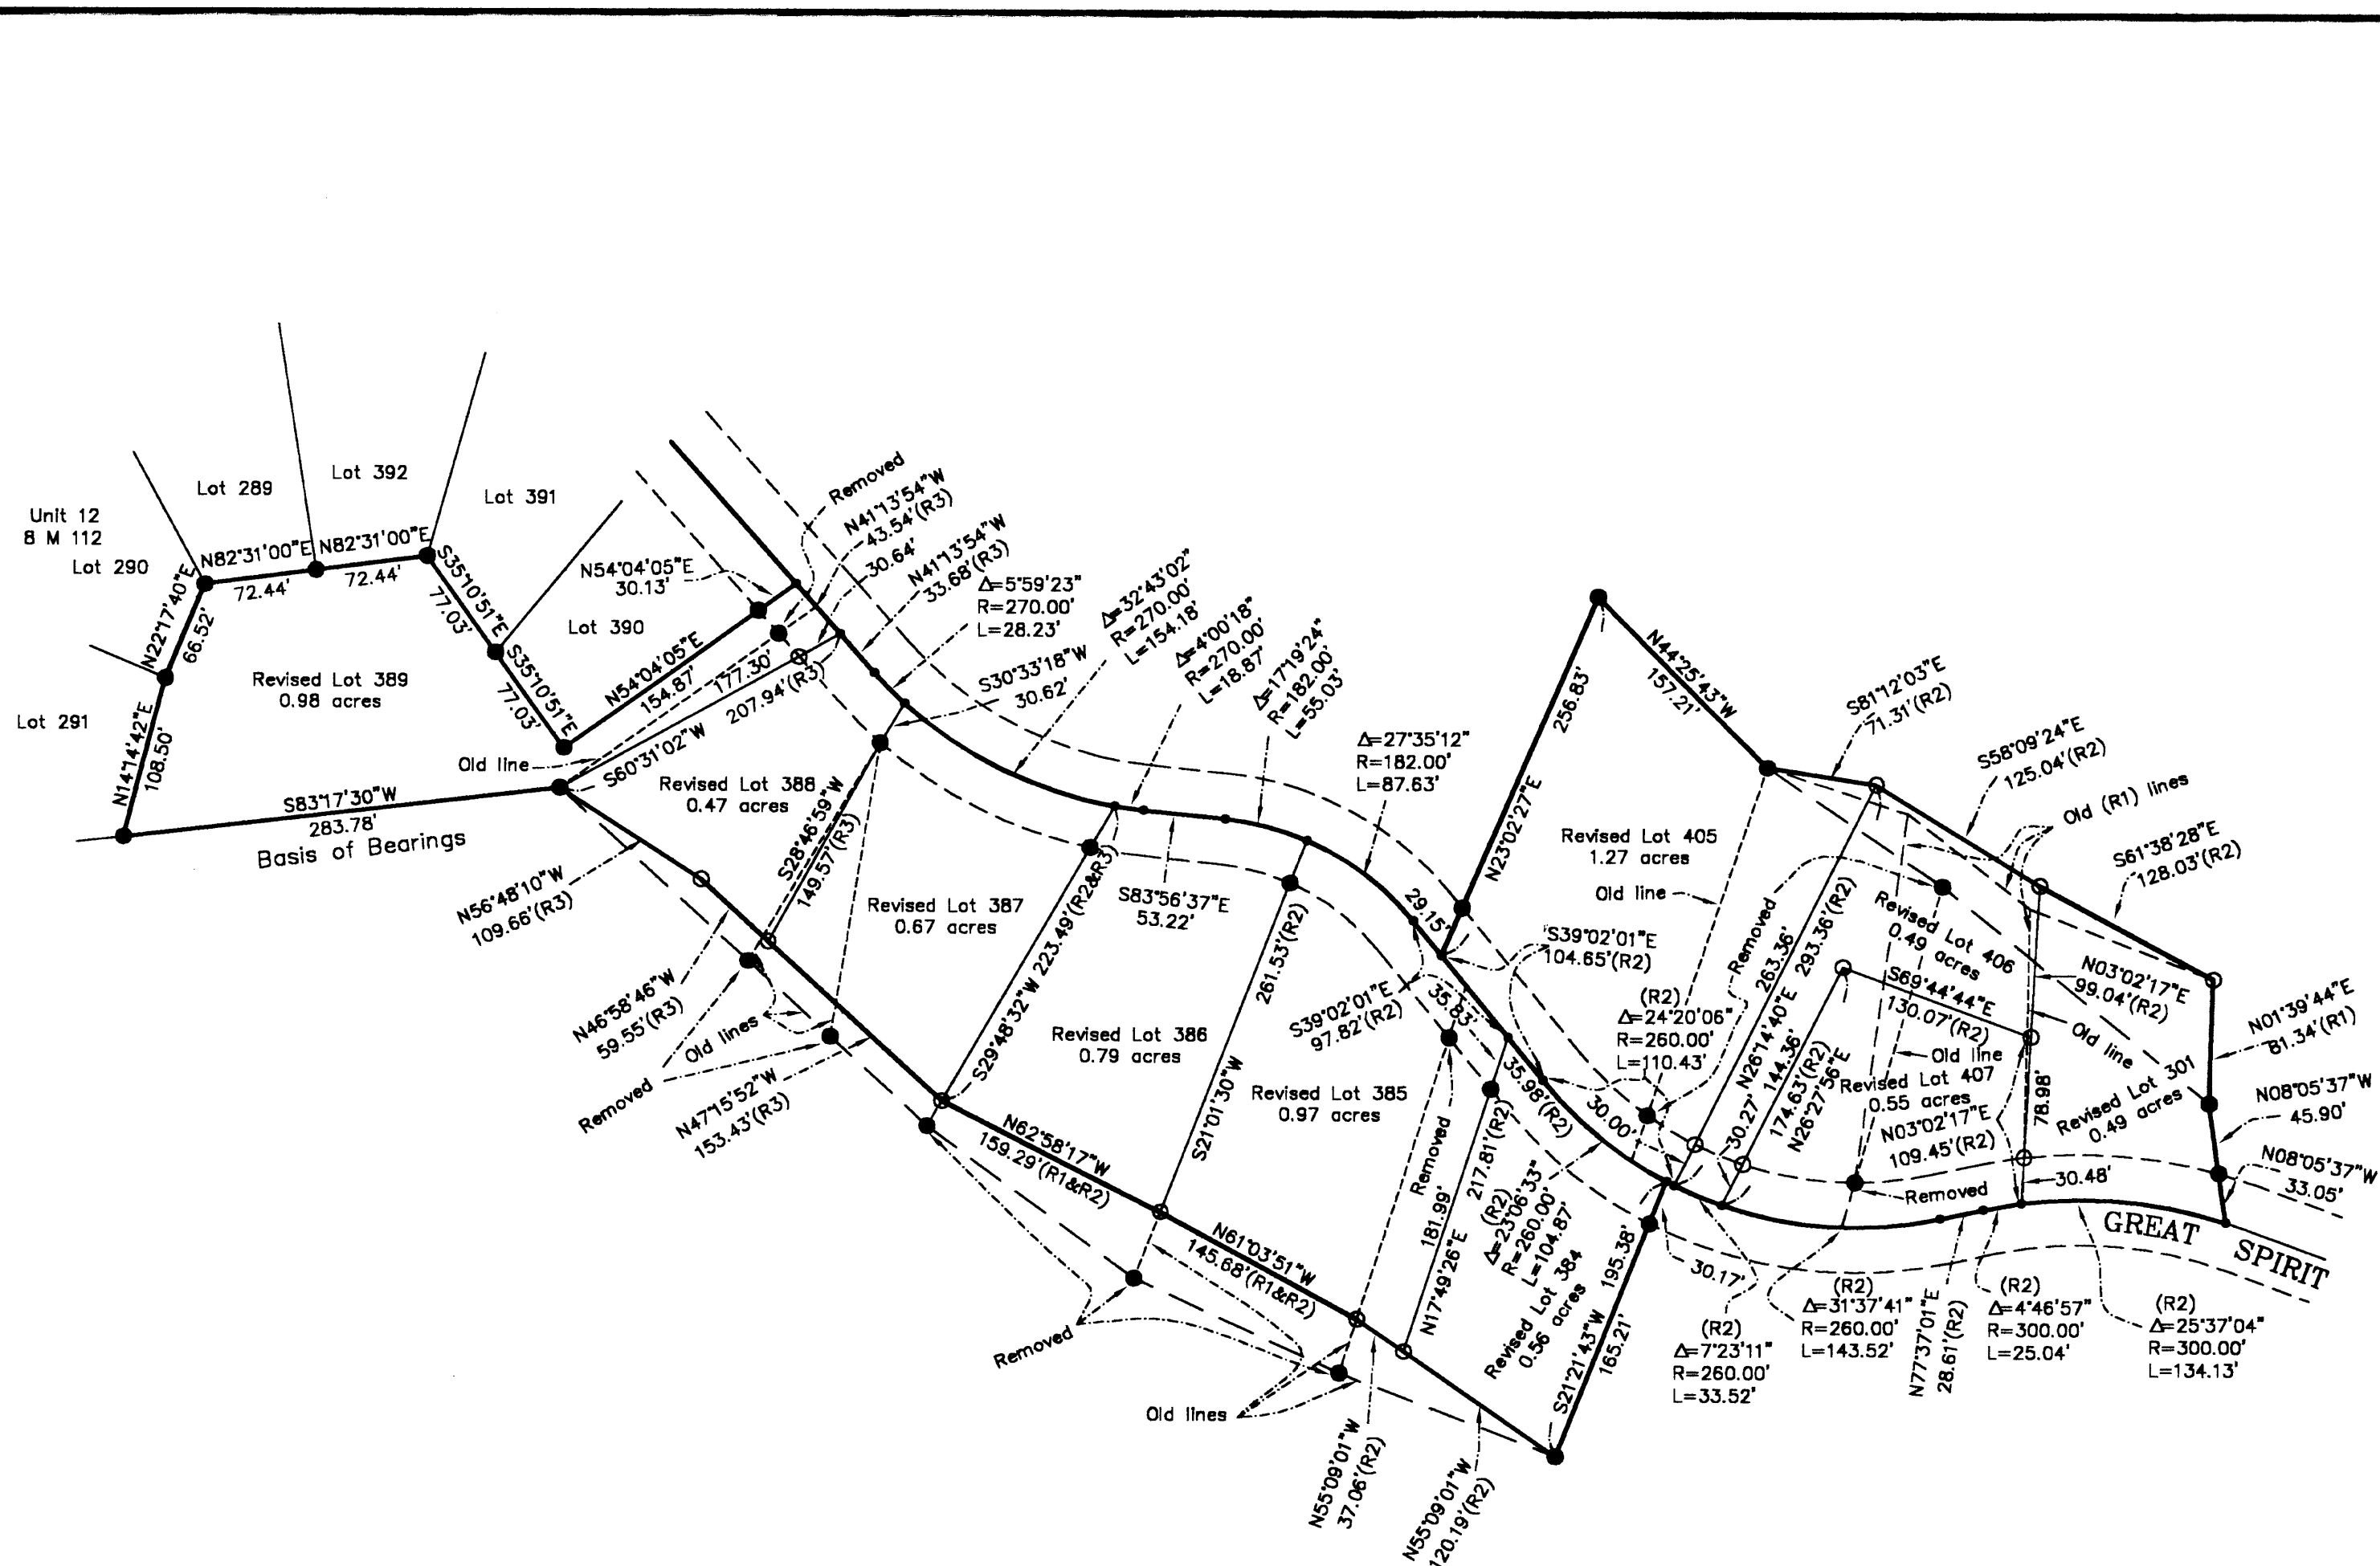 Unit 12
8 M 112
Lot 290
Lot 289
Lot 392
Lot 391
Lot 390
Lot 291
N82°31'00"E
72.44'
N82°31'00"E
72.44'
N22°17'40"E
66.52'
N14°14'42"E
108.50'
Revised Lot 389
0.98 acres
S35°10'51"E
77.03'
S35°10'51"E
77.03'
S83°17'30"W
283.78'
Basis of Bearings
N54°04'05"E
30.13'
N54°04'05"E
154.87'
177.30'
207.94'(R3)
S60°31'02"W
Old line
Removed
N41°13'54"W
43.54'(R3)
30.64'
N41°13'54"W
33.68'(R3)
Δ=5°59'23"
R=270.00'
L=28.23'
S30°33'18"W
30.62'
Δ=32°43'02"
R=270.00'
L=154.18'
Δ=4°00'18"
R=270.00'
L=18.87'
Δ=17°19'24"
R=182.00'
L=55.03'
Δ=27°35'12"
R=182.00'
L=87.63'
Revised Lot 388
0.47 acres
S28°46'59"W
149.57'(R3)
N56°48'10"W
109.66'(R3)
N46°58'46"W
59.55'(R3)
Old lines
Removed
N47°15'52"W
153.43'(R3)
Revised Lot 387
0.67 acres
S29°48'32"W 223.49'(R2&R3)
S83°56'37"E
53.22'
Revised Lot 386
0.79 acres
261.53'(R2)
S21°01'30"W
N62°58'17"W
159.29'(R1&R2)
N61°03'51"W
145.68'(R1&R2)
Removed
Old lines
Revised Lot 385
0.97 acres
Removed
29.15'
S39°02'01"E
97.82'(R2)
35.83'
S39°02'01"E
104.65'(R2)
35.98'(R2)
217.81'(R2)
181.99'
N17°49'26"E
(R2)
Δ=23°06'33"
R=260.00'
L=104.87'
Revised Lot 384
0.56 acres
195.38'
S21°21'43"W
165.21'
30.17'
N55°09'01"W
37.06'(R2)
N55°09'01"W
120.19'(R2)
256.83'
N23°02'27"E
N44°25'43"W
157.21'
Revised Lot 405
1.27 acres
Old line
Removed
(R2)
Δ=24°20'06"
R=260.00'
L=110.43'
30.00'
263.36'
293.36'(R2)
N26°14'40"E
30.27'
144.36'
174.63'(R2)
N26°27'56"E
S81°12'03"E
71.31'(R2)
S58°09'24"E
125.04'(R2)
Old (R1) lines
S61°38'28"E
128.03'(R2)
Revised Lot 406
0.49 acres
S69°44'44"E
130.07'(R2)
N03°02'17"E
99.04'(R2)
Old line
Old line
Revised Lot 407
0.55 acres
N03°02'17"E
109.45'(R2)
78.98'
Revised Lot 301
0.49 acres
N01°39'44"E
81.34'(R1)
N08°05'37"W
45.90'
N08°05'37"W
33.05'
30.48'
Removed
GREAT SPIRIT
(R2)
Δ=7°23'11"
R=260.00'
L=33.52'
(R2)
Δ=31°37'41"
R=260.00'
L=143.52'
N77°37'01"E
28.61'(R2)
(R2)
Δ=4°46'57"
R=300.00'
L=25.04'
(R2)
Δ=25°37'04"
R=300.00'
L=134.13'